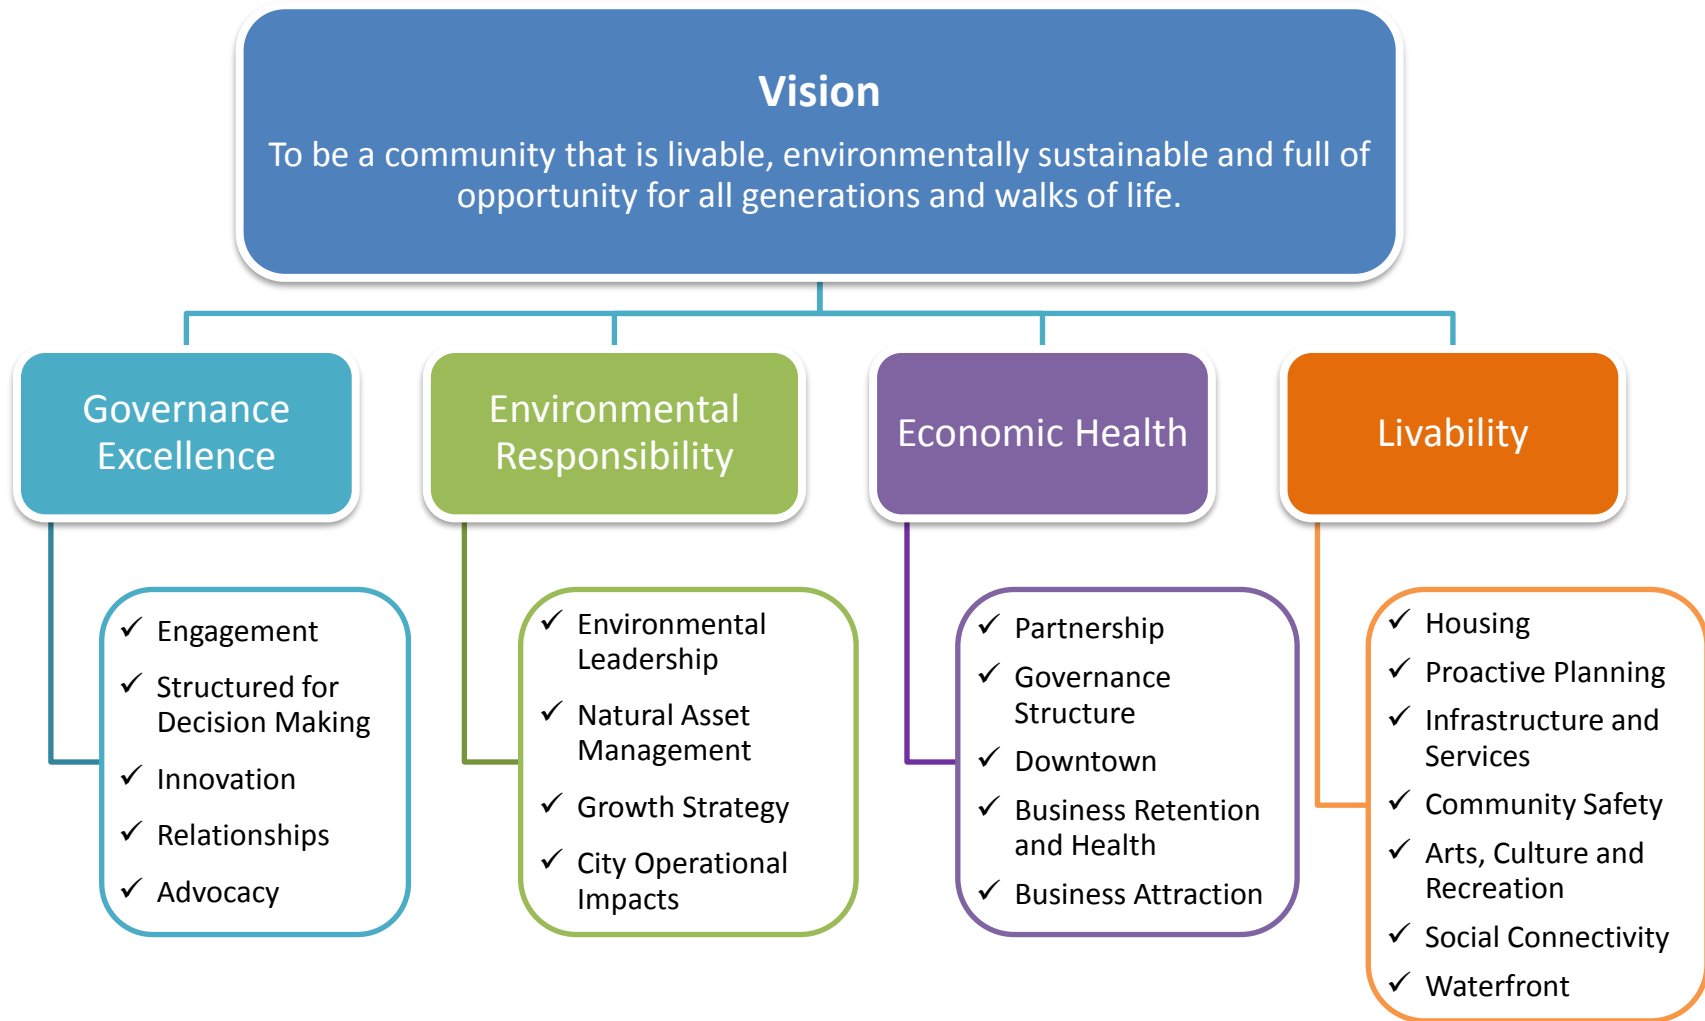 Vision
To be a community that is livable, environmentally sustainable and full of
opportunity for all generations and walks of life.
Governance
Excellence
Environmental
Responsibility
Economic Health
Livability
✓ Engagement
✓ Structured for
Decision Making
✓ Innovation
✓ Relationships
✓ Advocacy
✓ Environmental
Leadership
✓ Natural Asset
Management
✓ Growth Strategy
✓ City Operational
Impacts
✓ Partnership
✓ Governance
Structure
✓ Downtown
✓ Business Retention
and Health
✓ Business Attraction
✓ Housing
✓ Proactive Planning
✓ Infrastructure and
Services
✓ Community Safety
✓ Arts, Culture and
Recreation
✓ Social Connectivity
✓ Waterfront